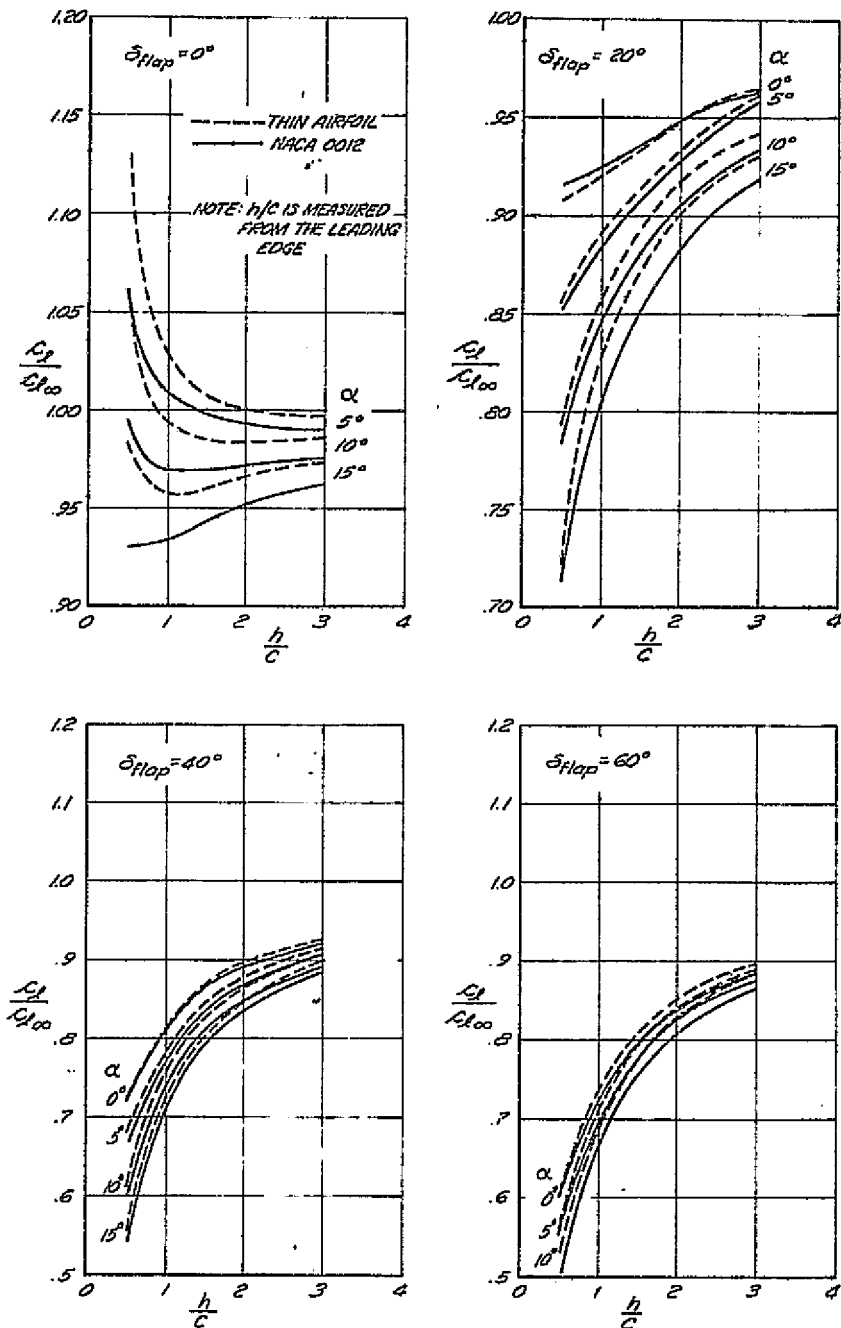 1.20
δflap = 0°
--- THIN AIRFOIL
— NACA 0012
NOTE: h/c IS MEASURED
FROM THE LEADING
EDGE
1.15
1.10
1.05
cℓ/cℓ∞
1.00
α
5°
10°
15°
.95
.90
0 1 2 3 4
h/c
1.00
δflap = 20°
α
0°
5°
10°
15°
.95
.90
.85
cℓ/cℓ∞
.80
.75
.70
0 1 2 3 4
h/c
1.2
δflap = 40°
1.1
1.0
.9
cℓ/cℓ∞
.8
α
0°
.7
5°
10°
.6
15°
.5
0 1 2 3 4
h/c
1.2
δflap = 60°
1.1
1.0
.9
cℓ/cℓ∞
.8
.7
α
0°
.6
5°
10°
.5
0 1 2 3 4
h/c